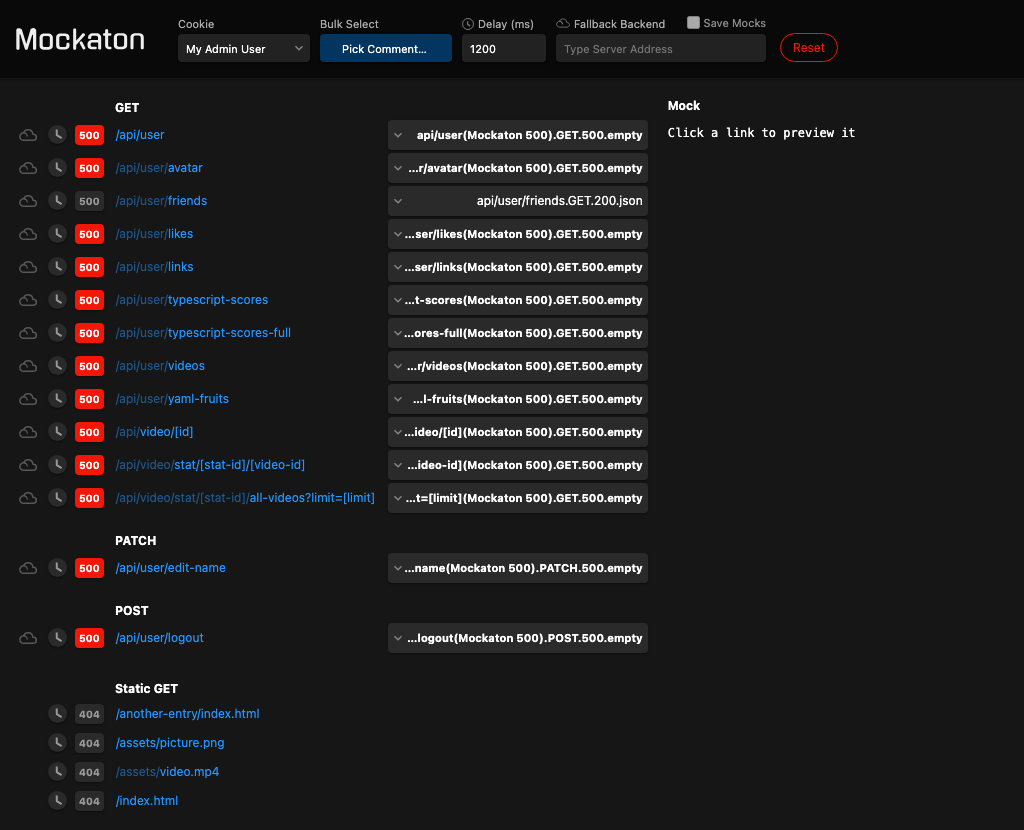 Mockaton
Cookie
My Admin User
Bulk Select
Pick Comment...
Delay (ms)
1200
Fallback Backend
Type Server Address
Save Mocks
Reset
GET
500 /api/user api/user(Mockaton 500).GET.500.empty
500 /api/user/avatar ...r/avatar(Mockaton 500).GET.500.empty
500 /api/user/friends api/user/friends.GET.200.json
500 /api/user/likes ...ser/likes(Mockaton 500).GET.500.empty
500 /api/user/links ...ser/links(Mockaton 500).GET.500.empty
500 /api/user/typescript-scores ...t-scores(Mockaton 500).GET.500.empty
500 /api/user/typescript-scores-full ...ores-full(Mockaton 500).GET.500.empty
500 /api/user/videos ...r/videos(Mockaton 500).GET.500.empty
500 /api/user/yaml-fruits ...l-fruits(Mockaton 500).GET.500.empty
500 /api/video/[id] ...ideo/[id](Mockaton 500).GET.500.empty
500 /api/video/stat/[stat-id]/[video-id] ...ideo-id](Mockaton 500).GET.500.empty
500 /api/video/stat/[stat-id]/all-videos?limit=[limit] ...t=[limit](Mockaton 500).GET.500.empty
PATCH
500 /api/user/edit-name ...name(Mockaton 500).PATCH.500.empty
POST
500 /api/user/logout ...logout(Mockaton 500).POST.500.empty
Static GET
404 /another-entry/index.html
404 /assets/picture.png
404 /assets/video.mp4
404 /index.html
Mock
Click a link to preview it